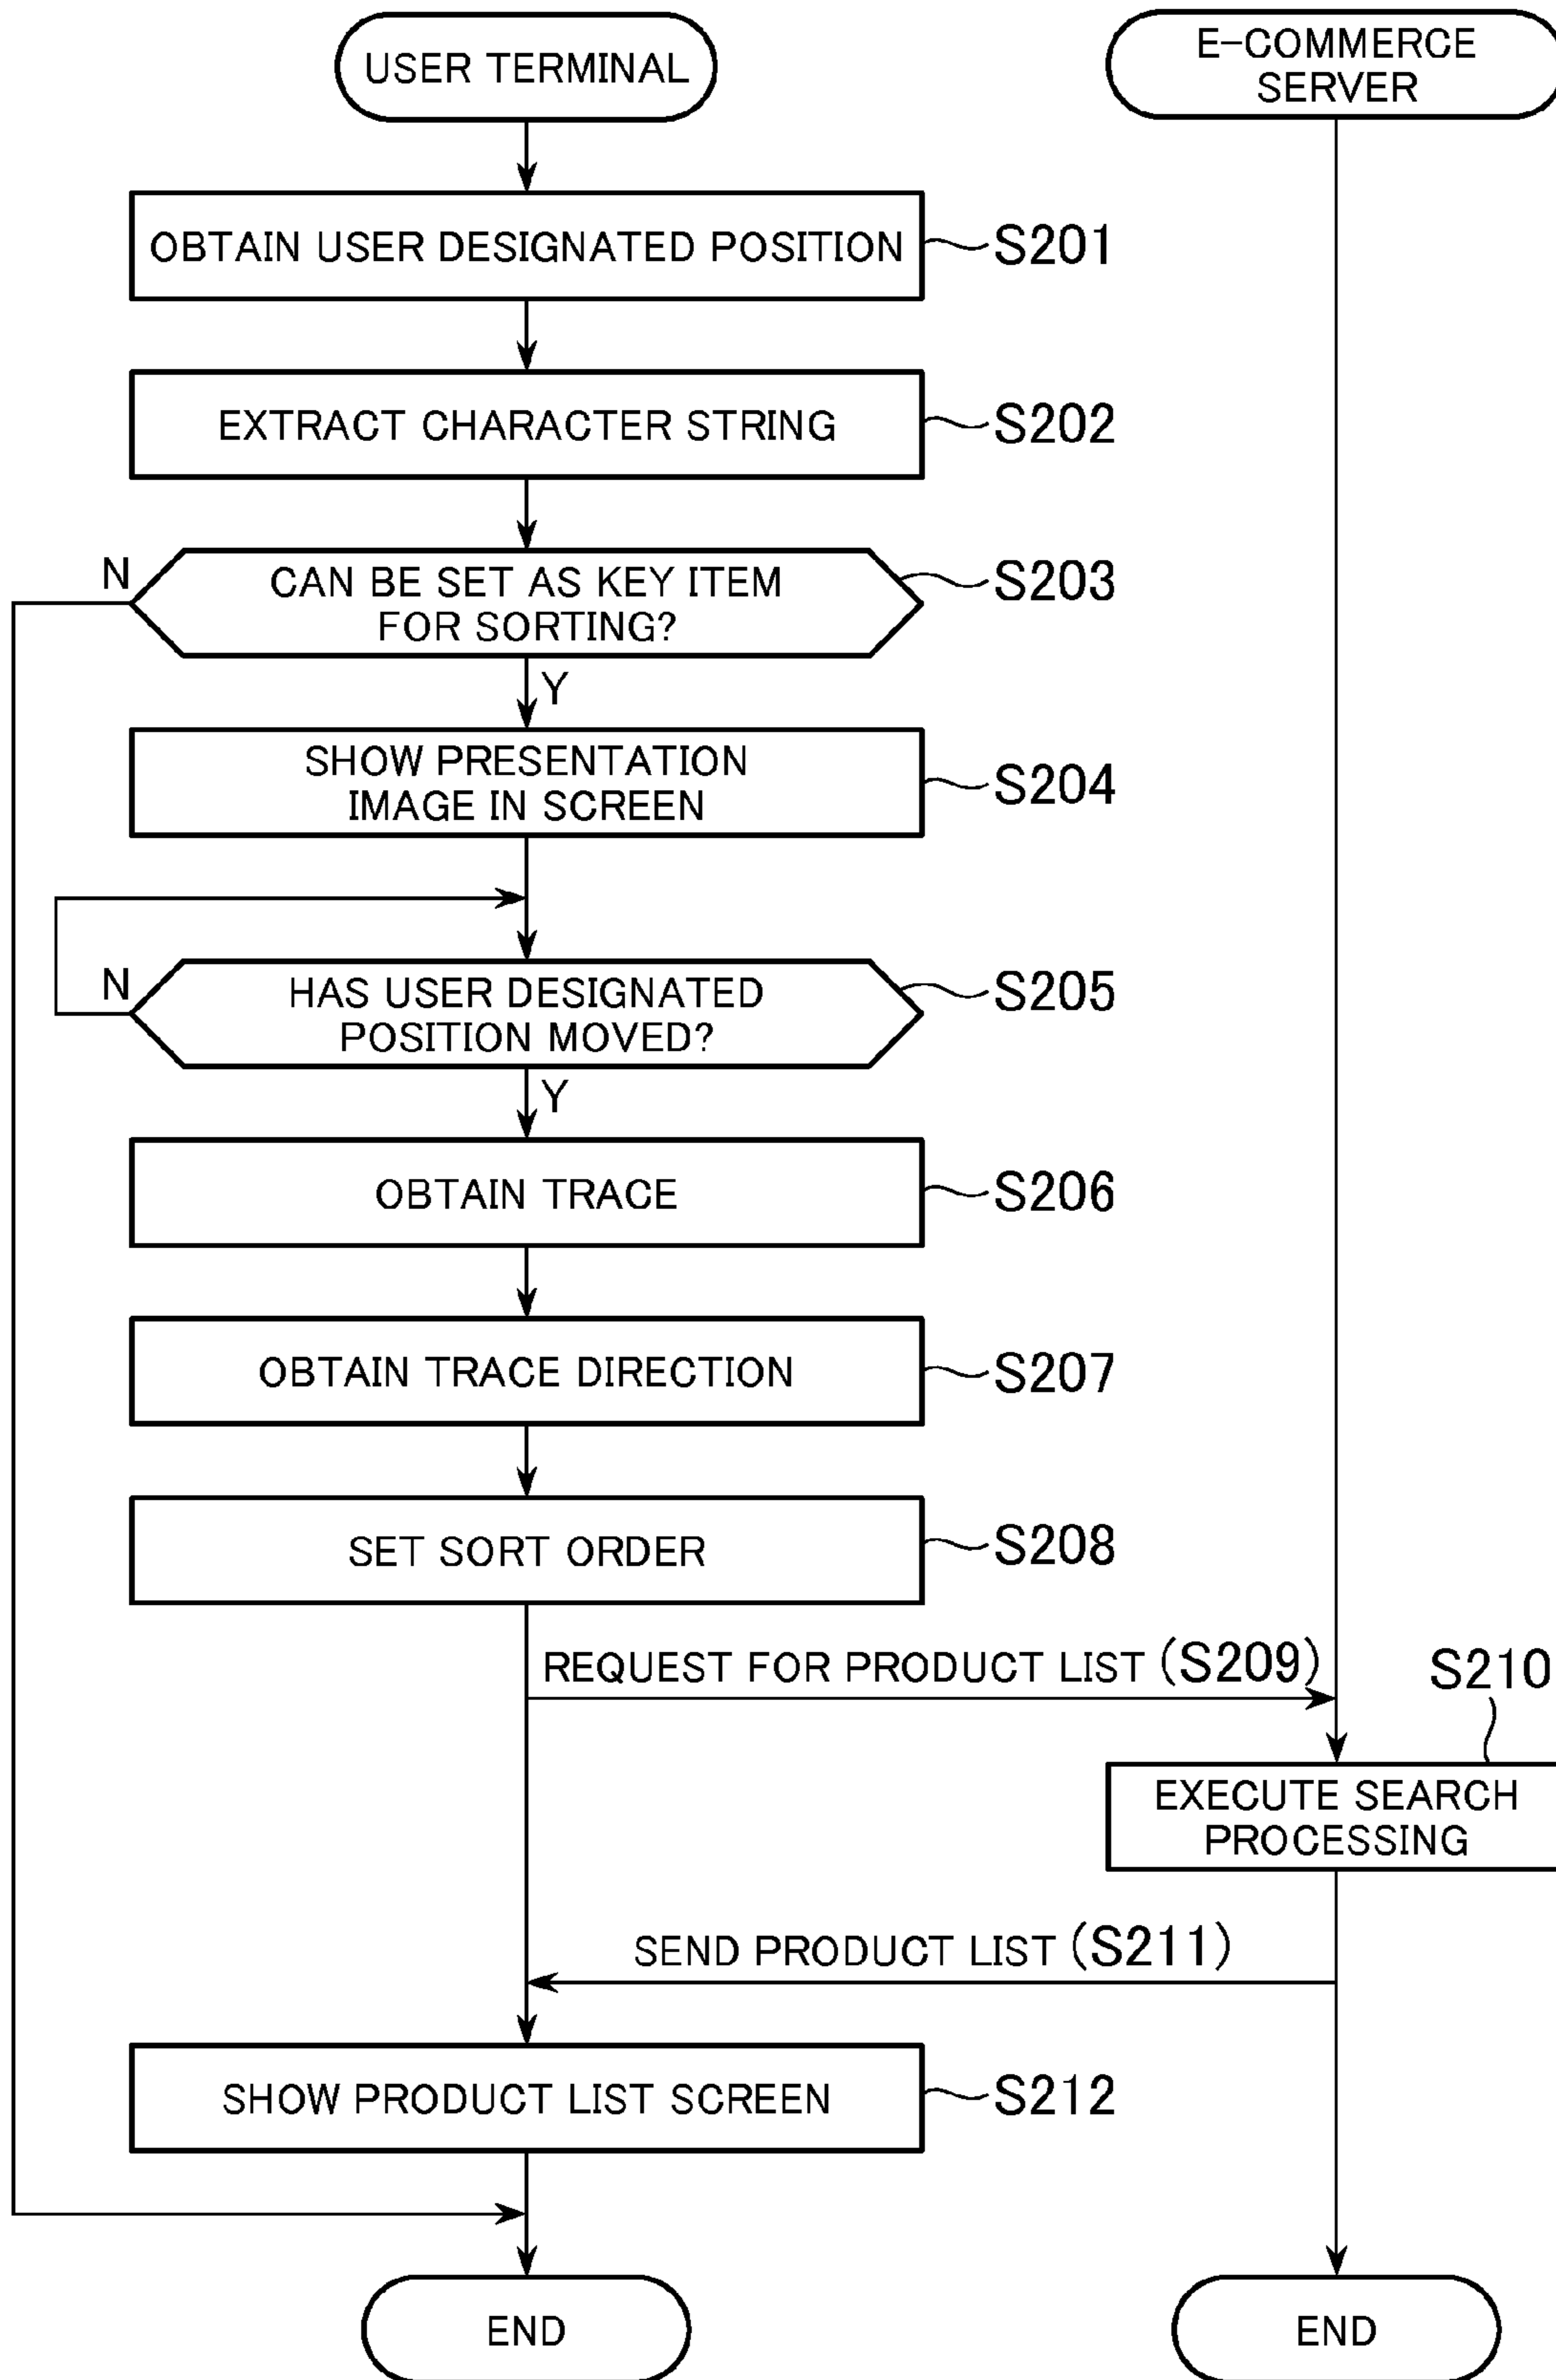 USER TERMINAL
E-COMMERCE
SERVER
OBTAIN USER DESIGNATED POSITION
S201
EXTRACT CHARACTER STRING
S202
N
CAN BE SET AS KEY ITEM
FOR SORTING?
S203
Y
SHOW PRESENTATION
IMAGE IN SCREEN
S204
N
HAS USER DESIGNATED
POSITION MOVED?
S205
Y
OBTAIN TRACE
S206
OBTAIN TRACE DIRECTION
S207
SET SORT ORDER
S208
REQUEST FOR PRODUCT LIST (S209)
S210
EXECUTE SEARCH
PROCESSING
SEND PRODUCT LIST (S211)
SHOW PRODUCT LIST SCREEN
S212
END
END